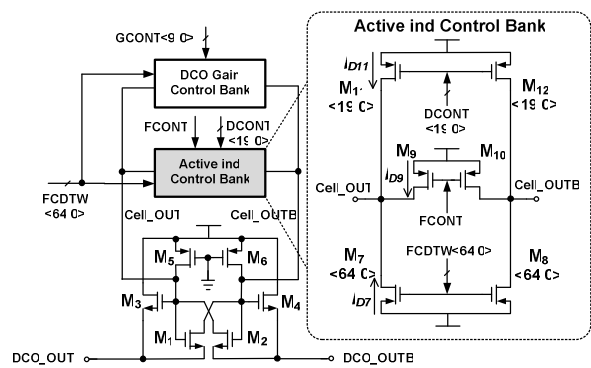 Active ind Control Bank
GCONT<9 0>
DCO Gair
Control Bank
FCONT
DCONT
<19 0>
Active ind
Control Bank
FCDTW
<64 0>
Cell_OUT
Cell_OUTB
M5
M6
M3
M4
M1
M2
DCO_OUT
DCO_OUTB
iD11
M11
<19 0>
M12
<19 0>
DCONT
<19 0>
M9
M10
iD9
Cell_OUT
Cell_OUTB
FCONT
M7
<64 0>
FCDTW<64 0>
M8
<64 0>
iD7